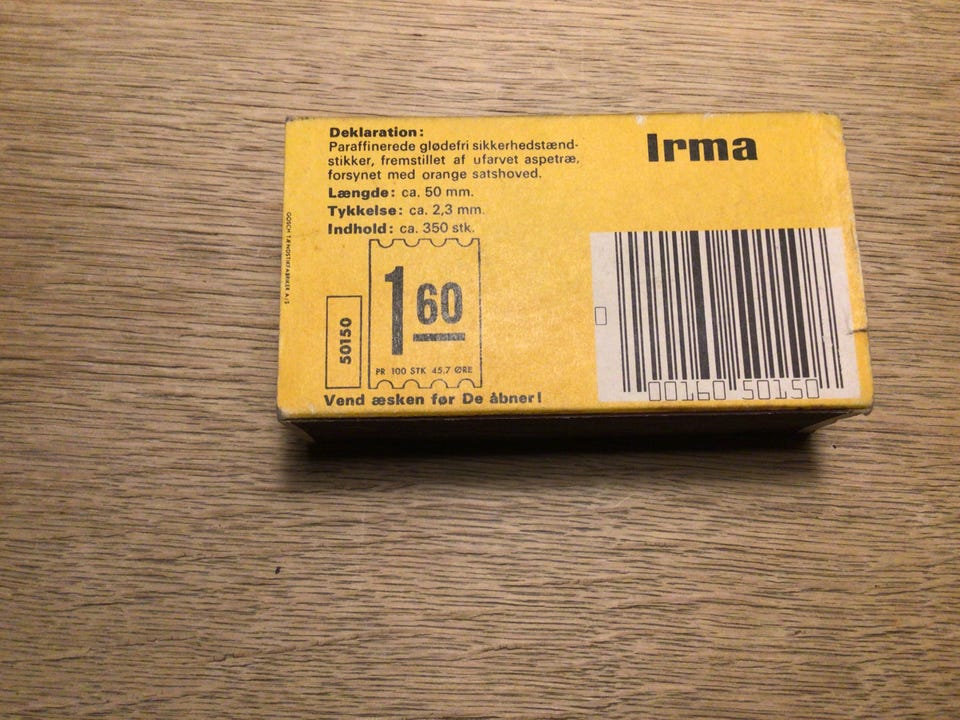 Deklaration:
Paraffinerede glødefri sikkerhedstænd-
stikker, fremstillet af ufarvet aspetræ,
forsynet med orange satshoved.
Længde: ca. 50 mm.
Tykkelse: ca. 2,3 mm.
Indhold: ca. 350 stk.
Irma
GOSCH TÆNDSTIKFABRIKER A/S
50150
1 60
PR 100 STK 45,7 ØRE
Vend æsken før De åbner!
00160 50150